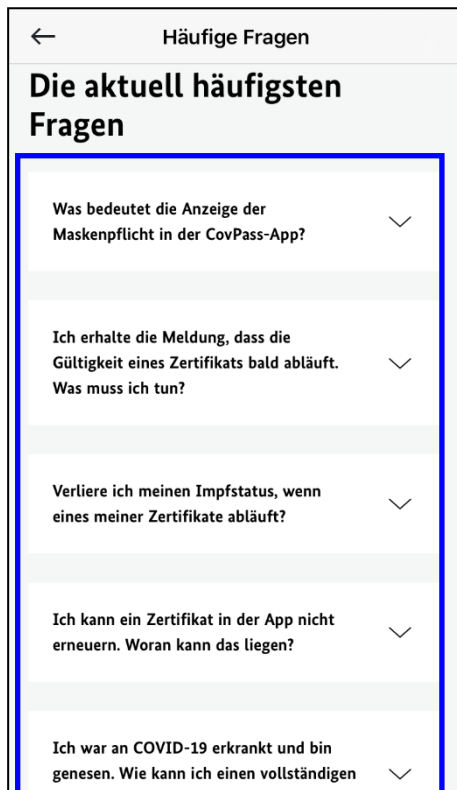 Häufige Fragen
Die aktuell häufigsten
Fragen
Was bedeutet die Anzeige der
Maskenpflicht in der CovPass-App?
Ich erhalte die Meldung, dass die
Gültigkeit eines Zertifikats bald abläuft.
Was muss ich tun?
Verliere ich meinen Impfstatus, wenn
eines meiner Zertifikate abläuft?
Ich kann ein Zertifikat in der App nicht
erneuern. Woran kann das liegen?
Ich war an COVID-19 erkrankt und bin
genesen. Wie kann ich einen vollständigen